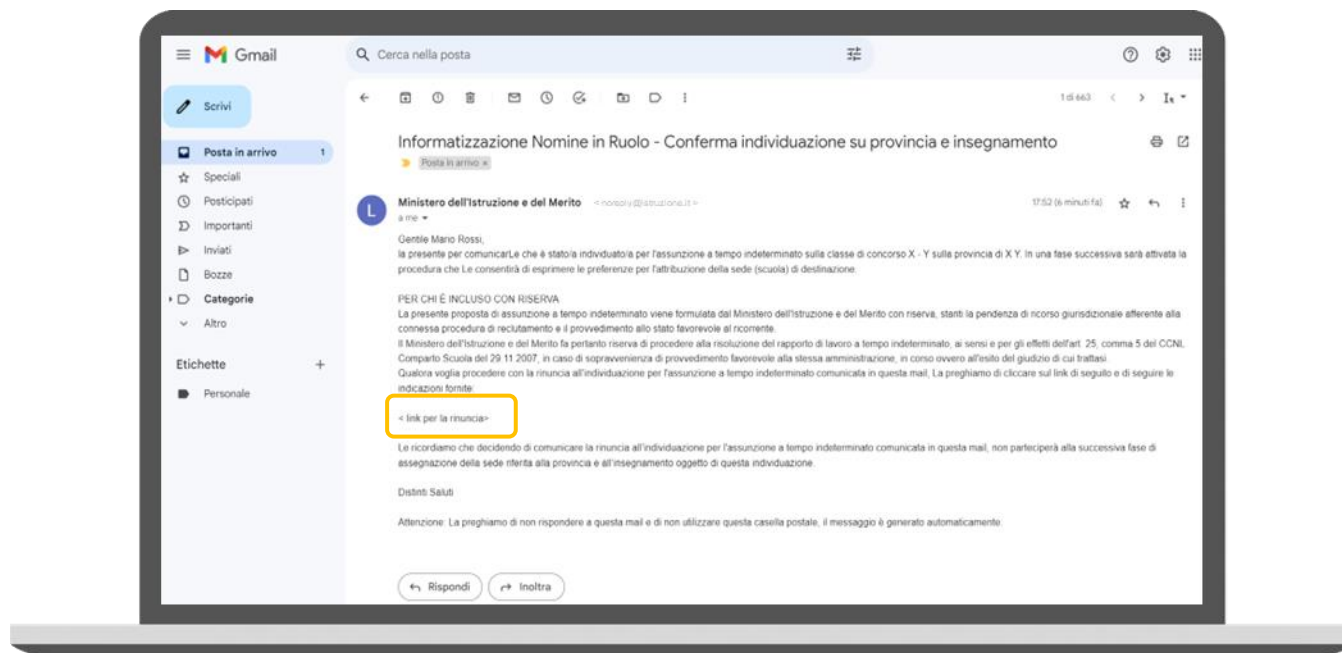 Gmail
Cerca nella posta
Scrivi
1 di 663
Posta in arrivo 1
Speciali
Posticipati
Importanti
Inviati
Bozze
Categorie
Altro
Etichette +
Personale
Informatizzazione Nomine in Ruolo - Conferma individuazione su provincia e insegnamento
Posta in arrivo ×
L
Ministero dell'Istruzione e del Merito
17:52 (6 minuti fa)
a me
Gentile Mario Rossi,
la presente per comunicarLe che è stato/a individuato/a per l'assunzione a tempo indeterminato sulla classe di concorso X - Y sulla provincia di X Y. In una fase successiva sarà attivata la
procedura che Le consentirà di esprimere le preferenze per l'attribuzione della sede (scuola) di destinazione.
PER CHI È INCLUSO CON RISERVA
La presente proposta di assunzione a tempo indeterminato viene formulata dal Ministero dell'Istruzione e del Merito con riserva, stanti la pendenza di ricorso giurisdizionale afferente alla
connessa procedura di reclutamento e il provvedimento allo stato favorevole al ricorrente.
Il Ministero dell'Istruzione e del Merito fa pertanto riserva di procedere alla risoluzione del rapporto di lavoro a tempo indeterminato, ai sensi e per gli effetti dell'art. 25, comma 5 del CCNL
Comparto Scuola del 29 11 2007, in caso di sopravvenienza di provvedimento favorevole alla stessa amministrazione, in corso ovvero all'esito del giudizio di cui trattasi.
Qualora voglia procedere con la rinuncia all'individuazione per l'assunzione a tempo indeterminato comunicata in questa mail, La preghiamo di cliccare sul link di seguito e di seguire le
indicazioni fornite:
< link per la rinuncia>
Le ricordiamo che decidendo di comunicare la rinuncia all'individuazione per l'assunzione a tempo indeterminato comunicata in questa mail, non parteciperà alla successiva fase di
assegnazione della sede riferita alla provincia e all'insegnamento oggetto di questa individuazione.
Distinti Saluti
Attenzione: La preghiamo di non rispondere a questa mail e di non utilizzare questa casella postale, il messaggio è generato automaticamente.
Rispondi
Inoltra